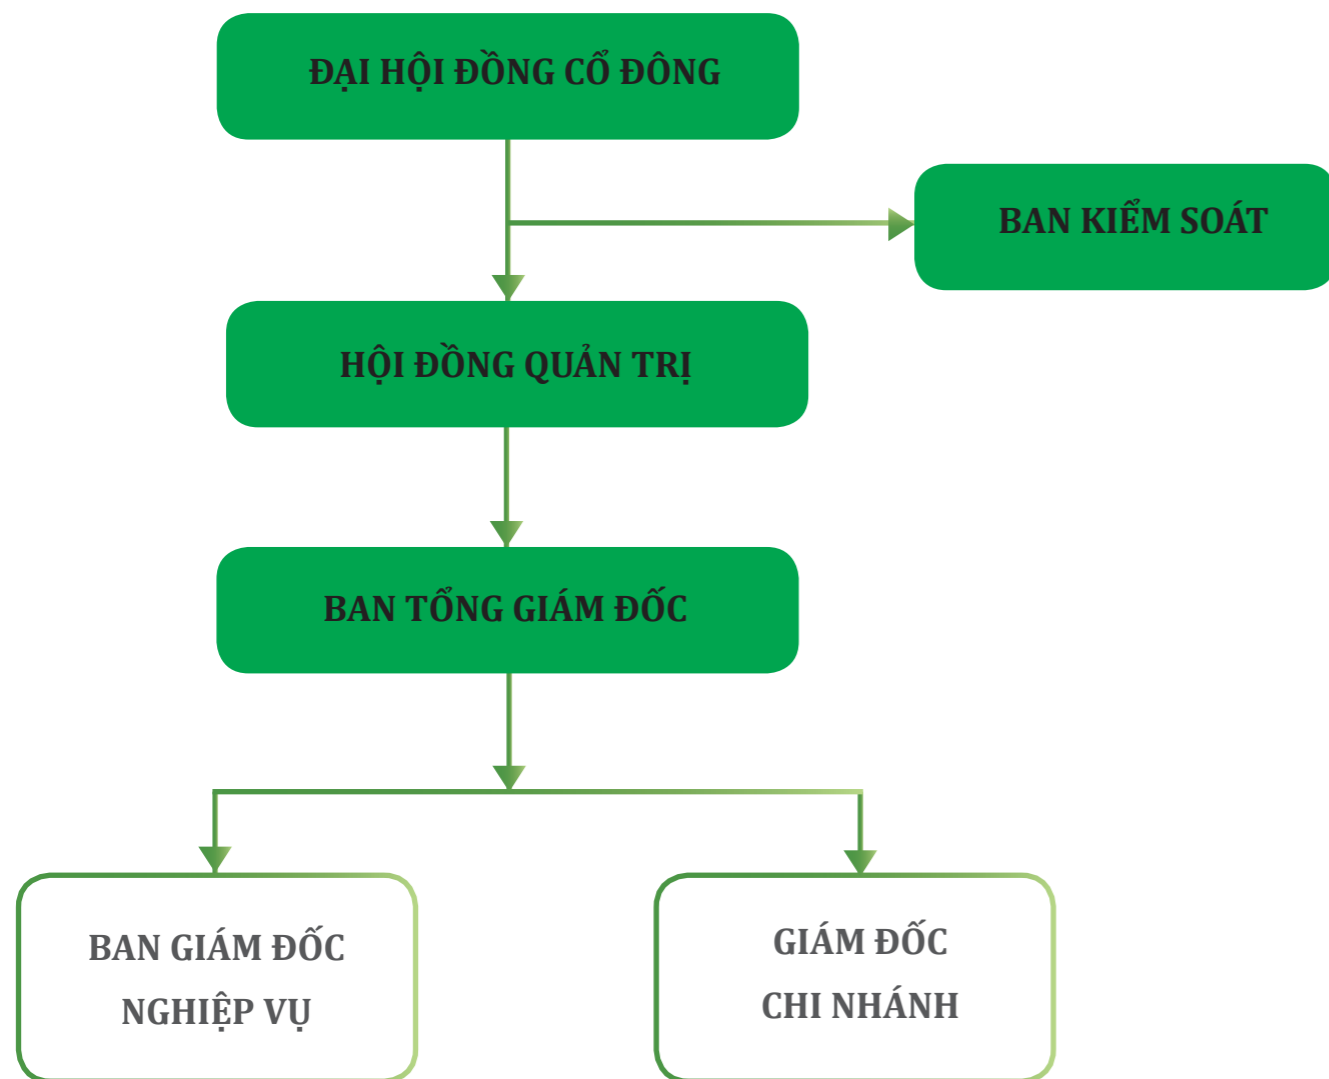 ĐẠI HỘI ĐỒNG CỔ ĐÔNG
BAN KIỂM SOÁT
HỘI ĐỒNG QUẢN TRỊ
BAN TỔNG GIÁM ĐỐC
BAN GIÁM ĐỐC
NGHIỆP VỤ
GIÁM ĐỐC
CHI NHÁNH